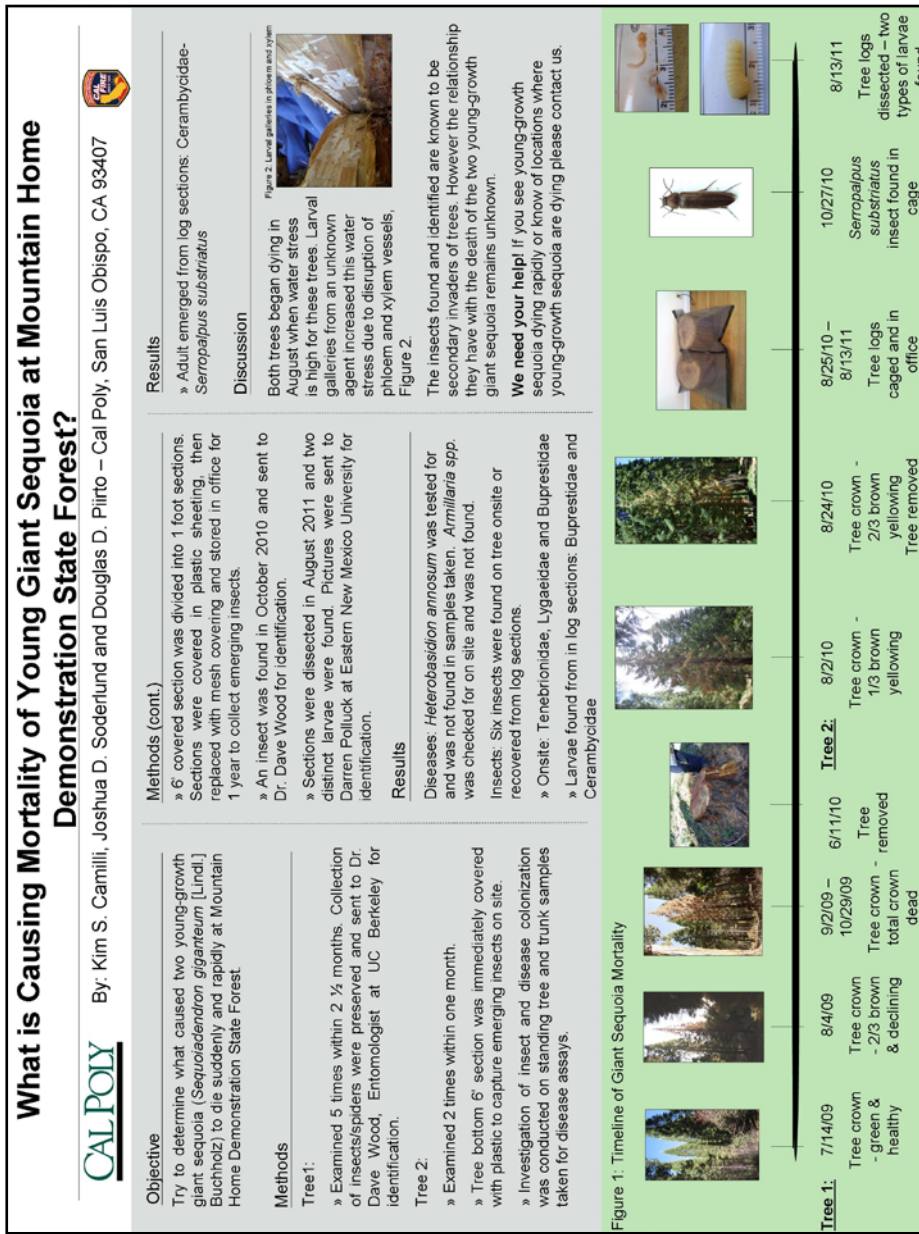 What is Causing Mortality of Young Giant Sequoia at Mountain Home
Demonstration State Forest?
CAL POLY
By: Kim S. Camilli, Joshua D. Soderlund and Douglas D. Piirto – Cal Poly, San Luis Obispo, CA 93407
CAL
FIRE
Objective
Try to determine what caused two young-growth
giant sequoia (Sequoiadendron giganteum [Lindl.]
Buchholz) to die suddenly and rapidly at Mountain
Home Demonstration State Forest.
Methods
Tree1:
» Examined 5 times within 2 ½ months. Collection
of insects/spiders were preserved and sent to Dr.
Dave Wood, Entomologist at UC Berkeley for
identification.
Tree 2:
» Examined 2 times within one month.
» Tree bottom 6' section was immediately covered
with plastic to capture emerging insects on site.
» Investigation of insect and disease colonization
was conducted on standing tree and trunk samples
taken for disease assays.
Methods (cont.)
» 6' covered section was divided into 1 foot sections.
Sections were covered in plastic sheeting, then
replaced with mesh covering and stored in office for
1 year to collect emerging insects.
» An insect was found in October 2010 and sent to
Dr. Dave Wood for identification.
» Sections were dissected in August 2011 and two
distinct larvae were found. Pictures were sent to
Darren Polluck at Eastern New Mexico University for
identification.
Results
Diseases: Heterobasidion annosum was tested for
and was not found in samples taken. Armillaria spp.
was checked for on site and was not found.
Insects: Six insects were found on tree onsite or
recovered from log sections.
» Onsite: Tenebrionidae, Lygaeidae and Buprestidae
» Larvae found from in log sections: Buprestidae and
Cerambycidae
Results
» Adult emerged from log sections: Cerambycidae-
Serropalpus substriatus
Discussion
Both trees began dying in
August when water stress
is high for these trees. Larval
galleries from an unknown
agent increased this water
stress due to disruption of
phloem and xylem vessels,
Figure 2.
Figure 2: Larval galleries in phloem and xylem
The insects found and identified are known to be
secondary invaders of trees. However the relationship
they have with the death of the two young-growth
giant sequoia remains unknown.
We need your help! If you see young-growth
sequoia dying rapidly or know of locations where
young-growth sequoia are dying please contact us.
Figure 1: Timeline of Giant Sequoia Mortality
Tree 1:
7/14/09
Tree crown
- green &
healthy
8/4/09
Tree crown
- 2/3 brown
& declining
9/2/09 –
10/29/09
Tree crown -
total crown
dead
6/11/10
Tree
removed
Tree 2:
8/2/10
Tree crown -
1/3 brown
yellowing
8/24/10
Tree crown -
2/3 brown
yellowing
Tree removed
8/25/10 –
8/13/11
Tree logs
caged and in
office
10/27/10
Serropalpus
substriatus
insect found in
cage
8/13/11
Tree logs
dissected – two
types of larvae
found